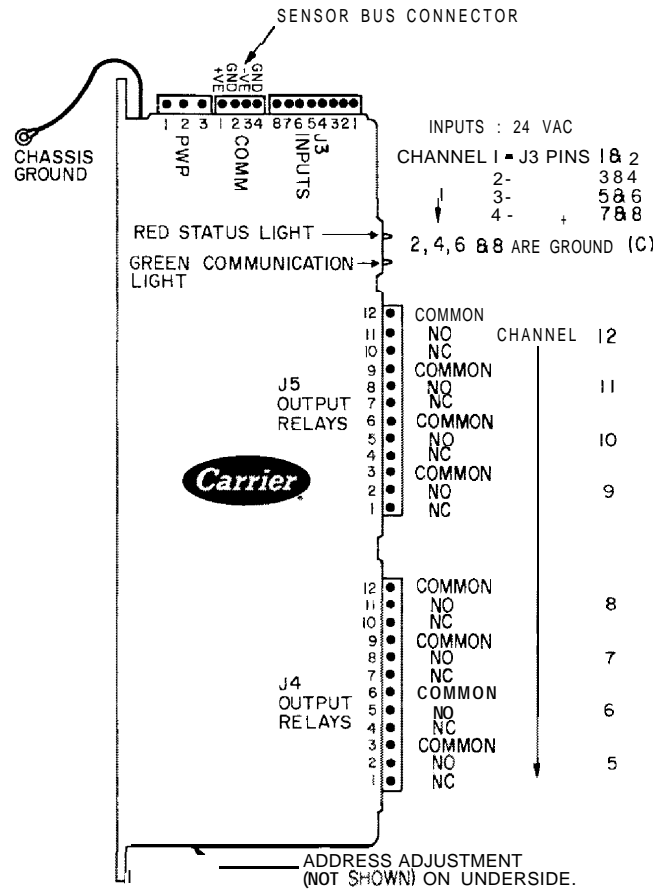 SENSOR BUS CONNECTOR
+VE
GND
-VE
GND
1 2 3 1 2 3 4 8 7 6 5 4 3 2 1
PWP
COMM
J3
INPUTS
CHASSIS
GROUND
INPUTS : 24 VAC
CHANNEL 1 - J3 PINS 1 & 2
2- 3 & 4
3- 5 & 6
4- 7 & 8
2, 4, 6 & 8 ARE GROUND (C)
RED STATUS LIGHT
GREEN COMMUNICATION
LIGHT
12 COMMON
11 NO CHANNEL 12
10 NC
9 COMMON
8 NO 11
7 NC
J5
OUTPUT
RELAYS
6 COMMON
5 NO 10
4 NC
3 COMMON
2 NO 9
1 NC
Carrier
12 COMMON
11 NO 8
10 NC
9 COMMON
8 NO 7
7 NC
J4
OUTPUT
RELAYS
6 COMMON
5 NO 6
4 NC
3 COMMON
2 NO 5
1 NC
ADDRESS ADJUSTMENT
(NOT SHOWN) ON UNDERSIDE.